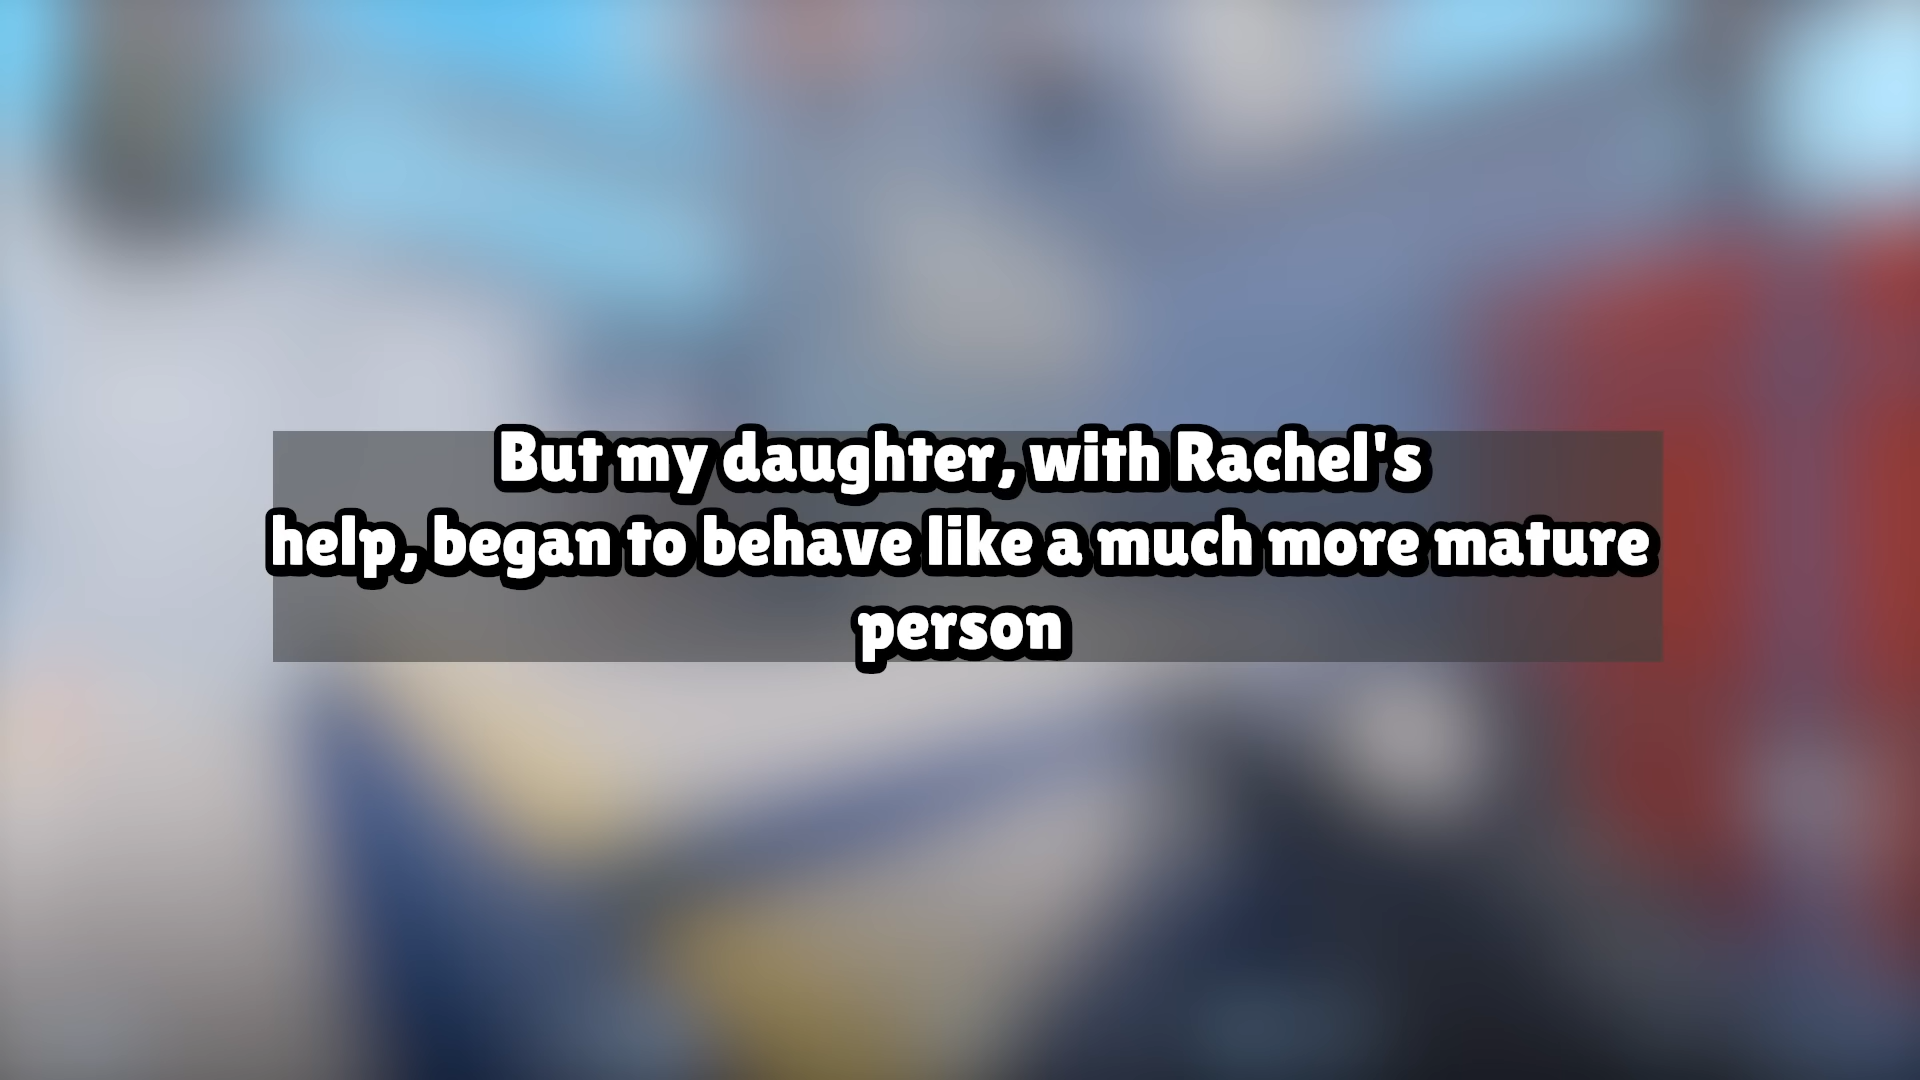 But my daughter, with Rachel's
help, began to behave like a much more mature
person